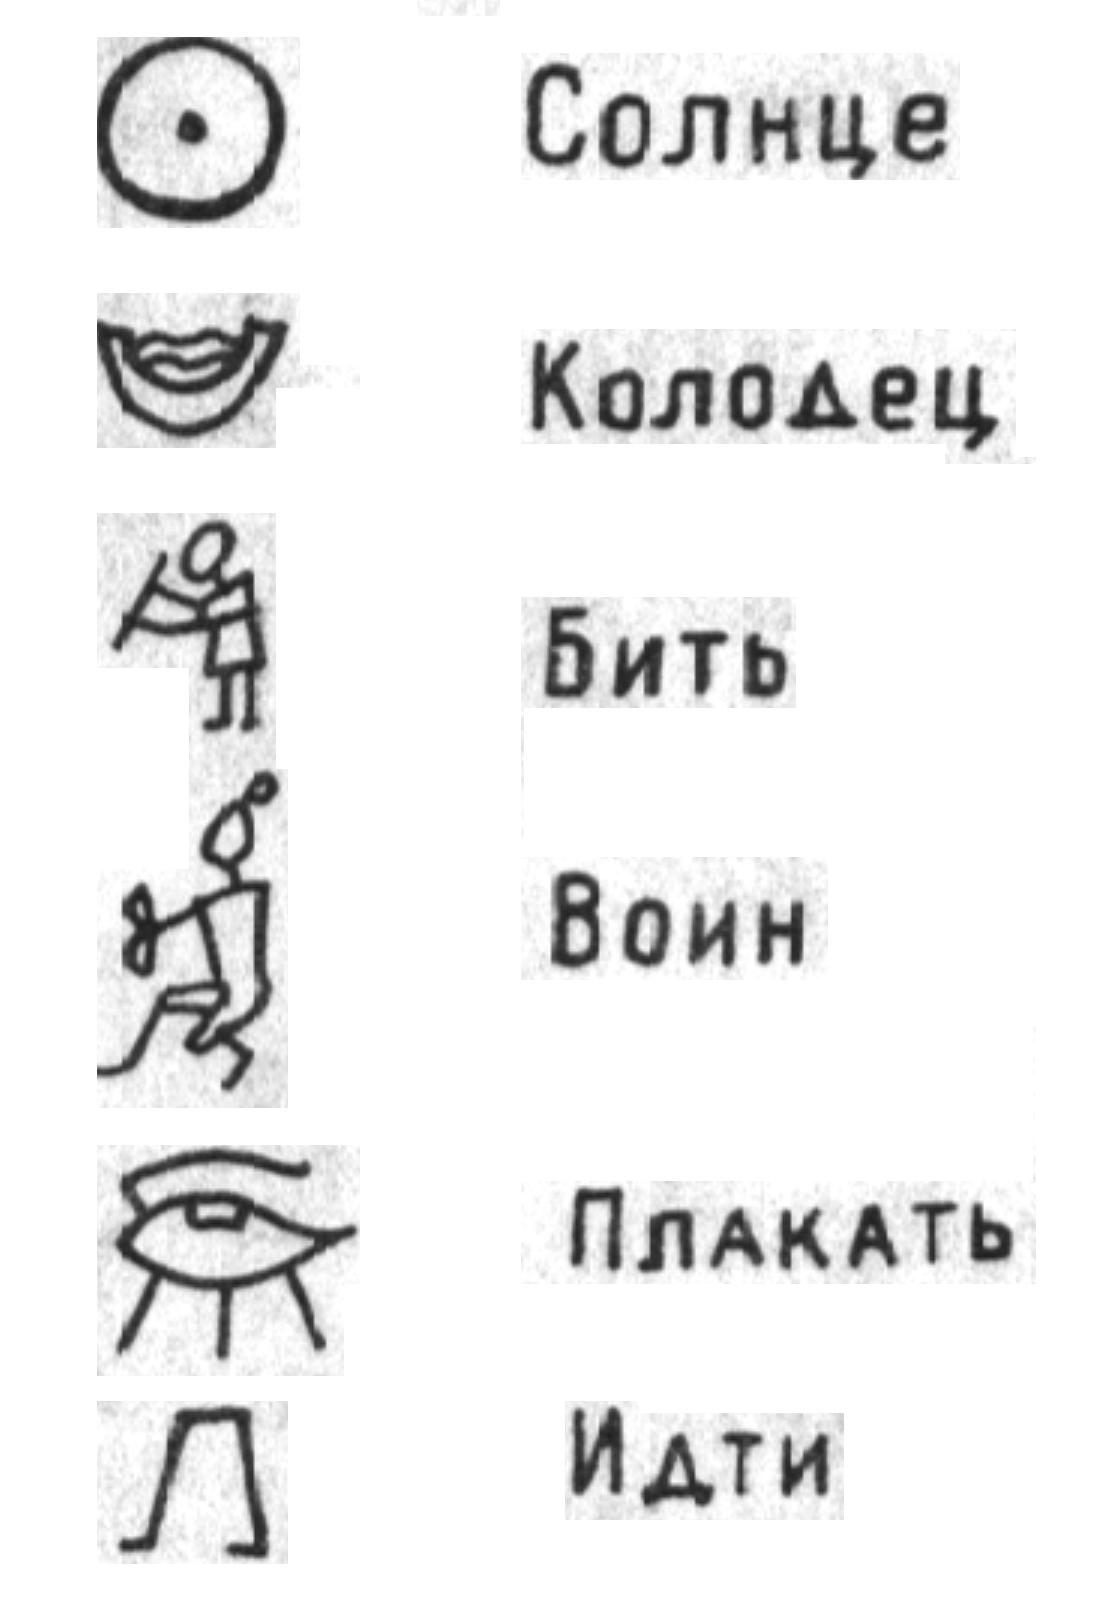 Солнце
Колодец
Бить
Воин
Плакать
Идти